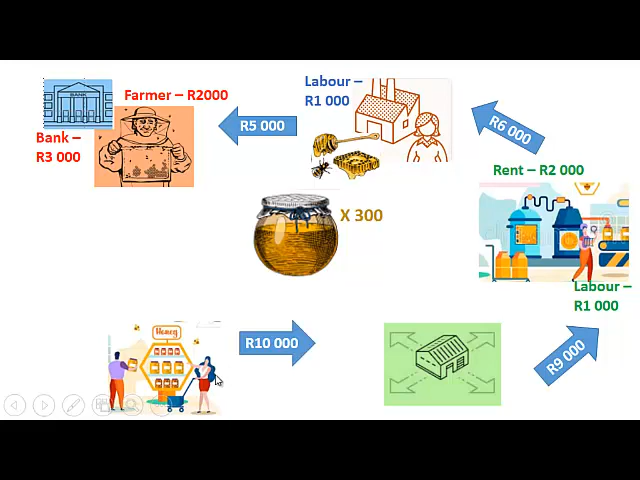 BANK
Farmer – R2000
Bank –
R3 000
R5 000
Labour –
R1 000
R6 000
Rent – R2 000
X 300
Labour –
R1 000
Honey
R10 000
R9 000